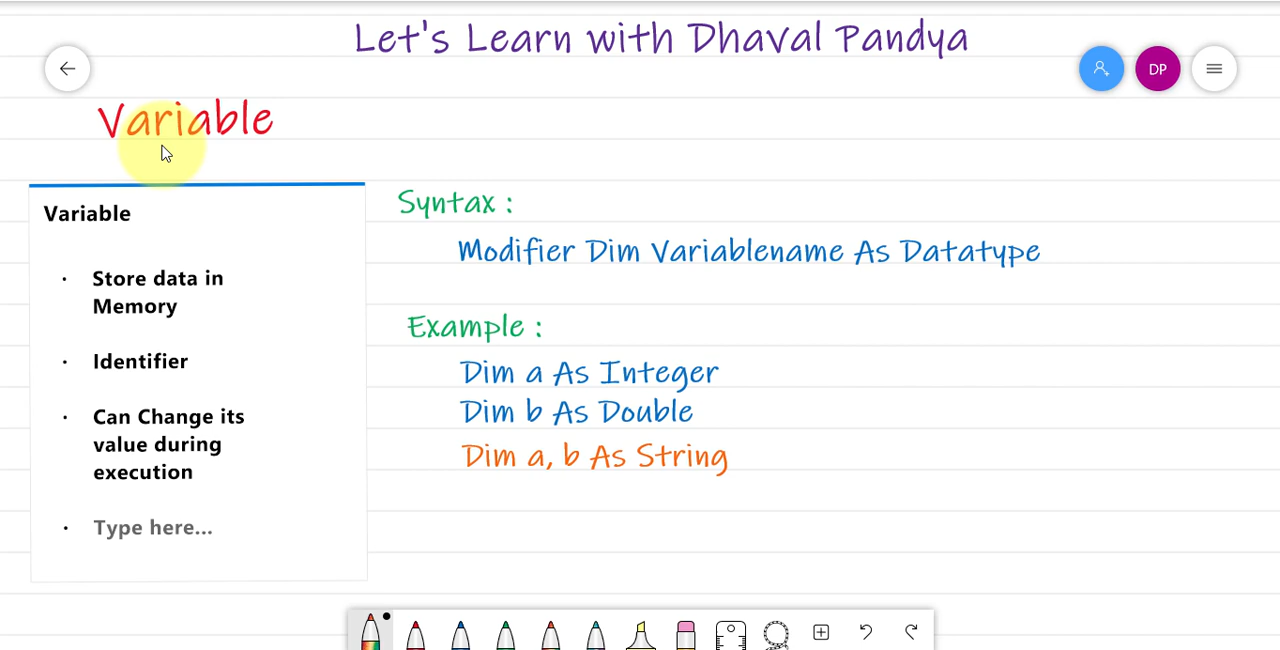 Let's Learn with Dhaval Pandya
DP
Variable
Variable
· Store data in
Memory
· Identifier
· Can Change its
value during
execution
· Type here...
Syntax :
Modifier Dim Variablename As Datatype
Example :
Dim a As Integer
Dim b As Double
Dim a, b As String